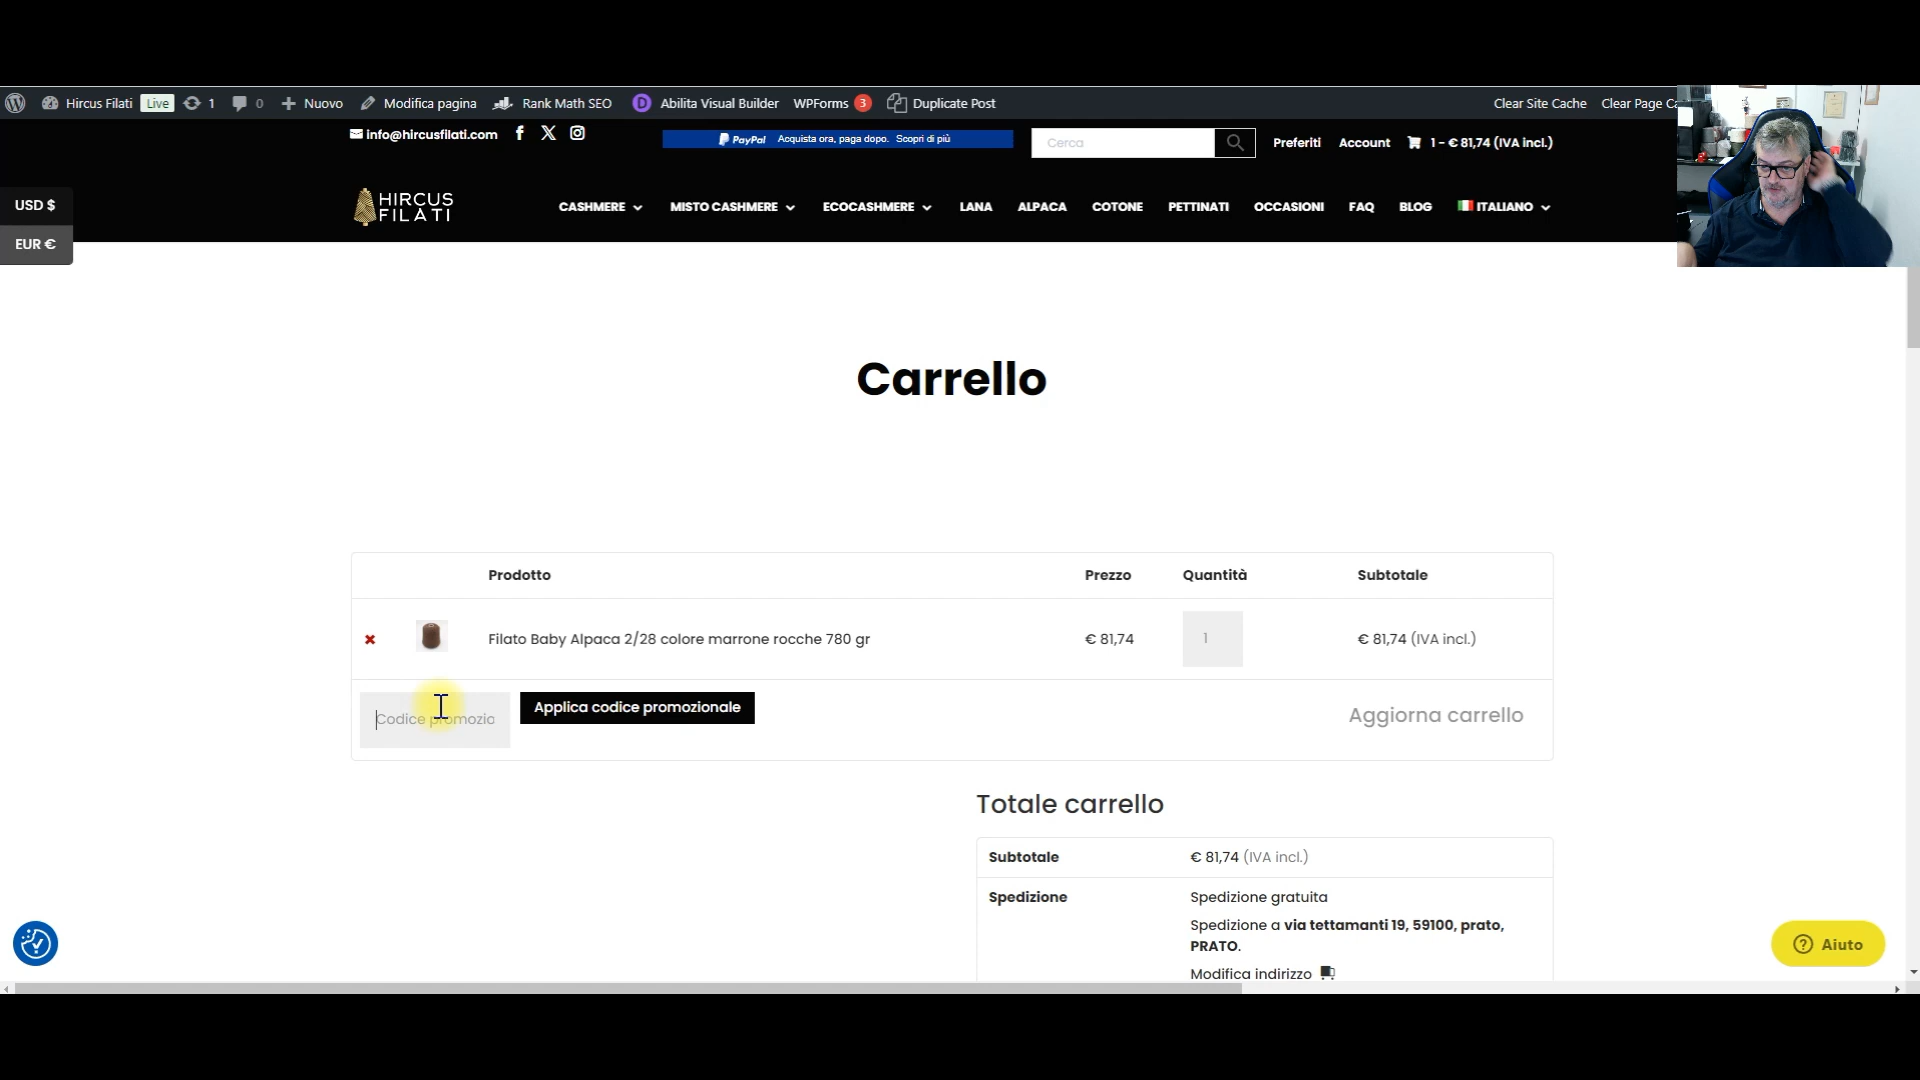 Hircus Filati Live 1 0 Nuovo Modifica pagina Rank Math SEO D Abilita Visual Builder WPForms 3 Duplicate Post Clear Site Cache Clear Page Ca
info@hircusfilati.com PayPal Acquista ora, paga dopo. Scopri di più Cerca Preferiti Account 1 - € 81,74 (IVA incl.)
USD $
EUR €
HIRCUS
FILATI
CASHMERE MISTO CASHMERE ECOCASHMERE LANA ALPACA COTONE PETTINATI OCCASIONI FAQ BLOG ITALIANO
Carrello
Prodotto Prezzo Quantità Subtotale
Filato Baby Alpaca 2/28 colore marrone rocche 780 gr € 81,74 1 € 81,74 (IVA incl.)
Codice promozio Applica codice promozionale Aggiorna carrello
Totale carrello
Subtotale € 81,74 (IVA incl.)
Spedizione Spedizione gratuita
Spedizione a via tettamanti 19, 59100, prato,
PRATO.
Modifica indirizzo
Aiuto